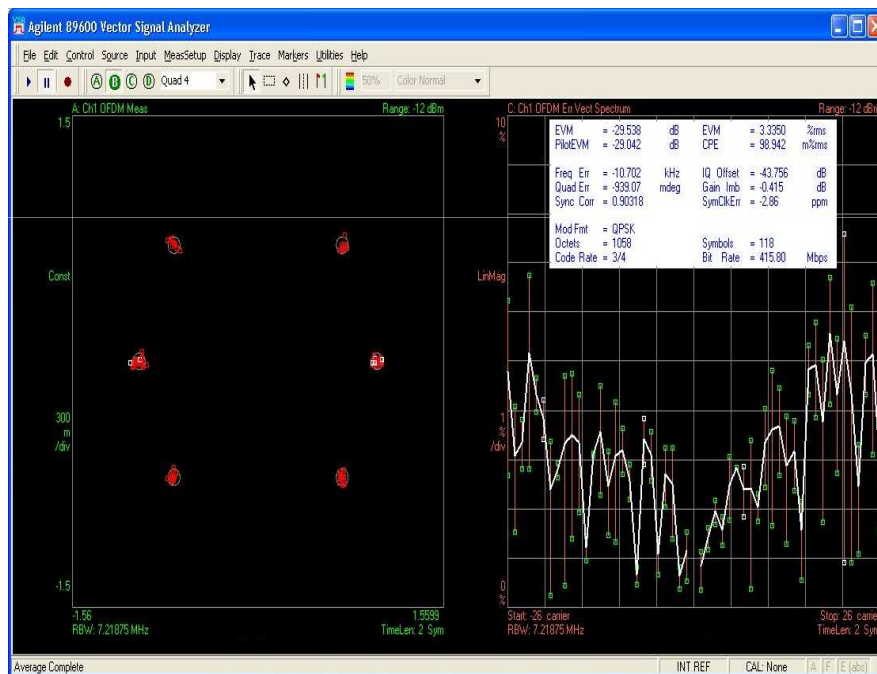 Agilent 89600 Vector Signal Analyzer
File Edit Control Source Input MeasSetup Display Trace Markers Utilities Help
A B C D Quad 4 50% Color Normal
A: Ch1 OFDM Meas Range: -12 dBm
1.5
Const
300
m
/div
-1.5
-1.56 1.5599
RBW: 7.21875 MHz TimeLen: 2 Sym
C: Ch1 OFDM Err Vect Spectrum Range: -12 dBm
10
%
LinMag
1
%
/div
0
%
Start: -26 carrier Stop: 26 carrier
RBW: 7.21875 MHz TimeLen: 2 Sym
EVM = -29.538 dB EVM = 3.3350 %rms
PilotEVM = -29.042 dB CPE = 98.942 m%rms
Freq Err = -10.702 kHz IQ Offset = -43.756 dB
Quad Err = -939.07 mdeg Gain Imb = -0.415 dB
Sync Corr = 0.90318 SymClkErr = -2.86 ppm
Mod Fmt = QPSK
Octets = 1058 Symbols = 118
Code Rate = 3/4 Bit Rate = 415.80 Mbps
Average Complete INT REF CAL: None A F E (abs)